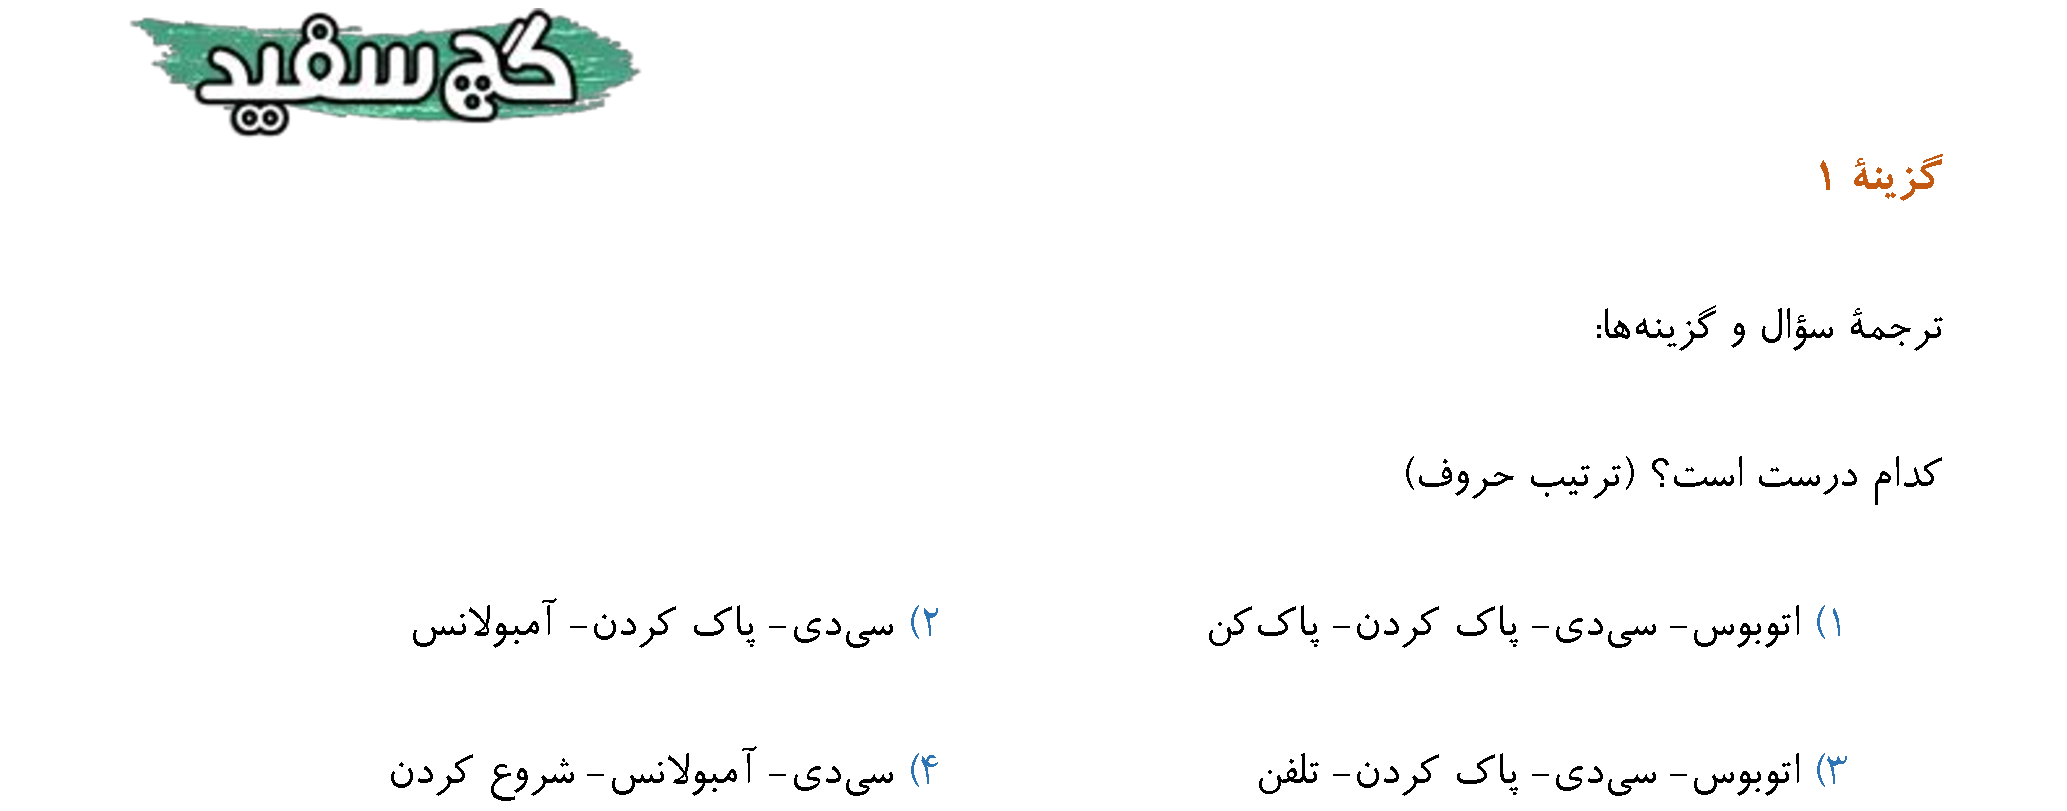 گچ سفید
گزینهٔ ۱
ترجمهٔ سؤال و گزینه‌ها:
کدام درست است؟ (ترتیب حروف)
۱) اتوبوس- سی‌دی- پاک کردن- پاک‌کن
۲) سی‌دی- پاک کردن- آمبولانس
۳) اتوبوس- سی‌دی- پاک کردن- تلفن
۴) سی‌دی- آمبولانس- شروع کردن